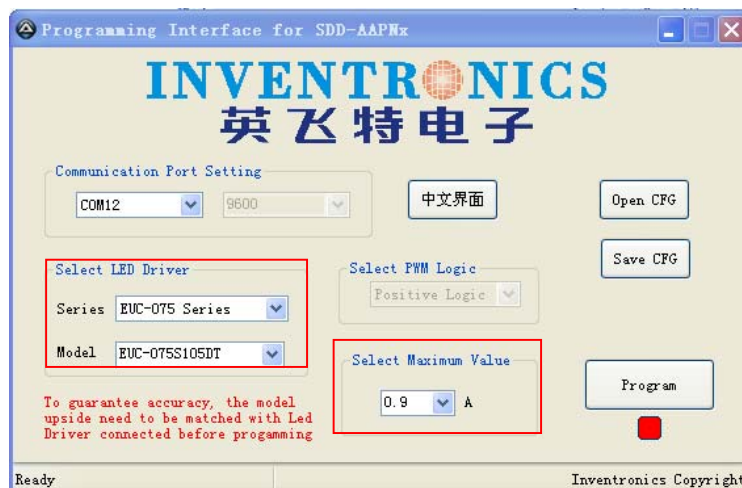 Programming Interface for SDD-AAPNx
INVENTRONICS
英飞特电子
Communication Port Setting
COM12
9600
中文界面
Open CFG
Save CFG
Select LED Driver
Series
EUC-075 Series
Model
EUC-075S105DT
Select PWM Logic
Positive Logic
Select Maximum Value
0.9
A
Program
To guarantee accuracy, the model
upside need to be matched with Led
Driver connected before progamming
Ready
Inventronics Copyright